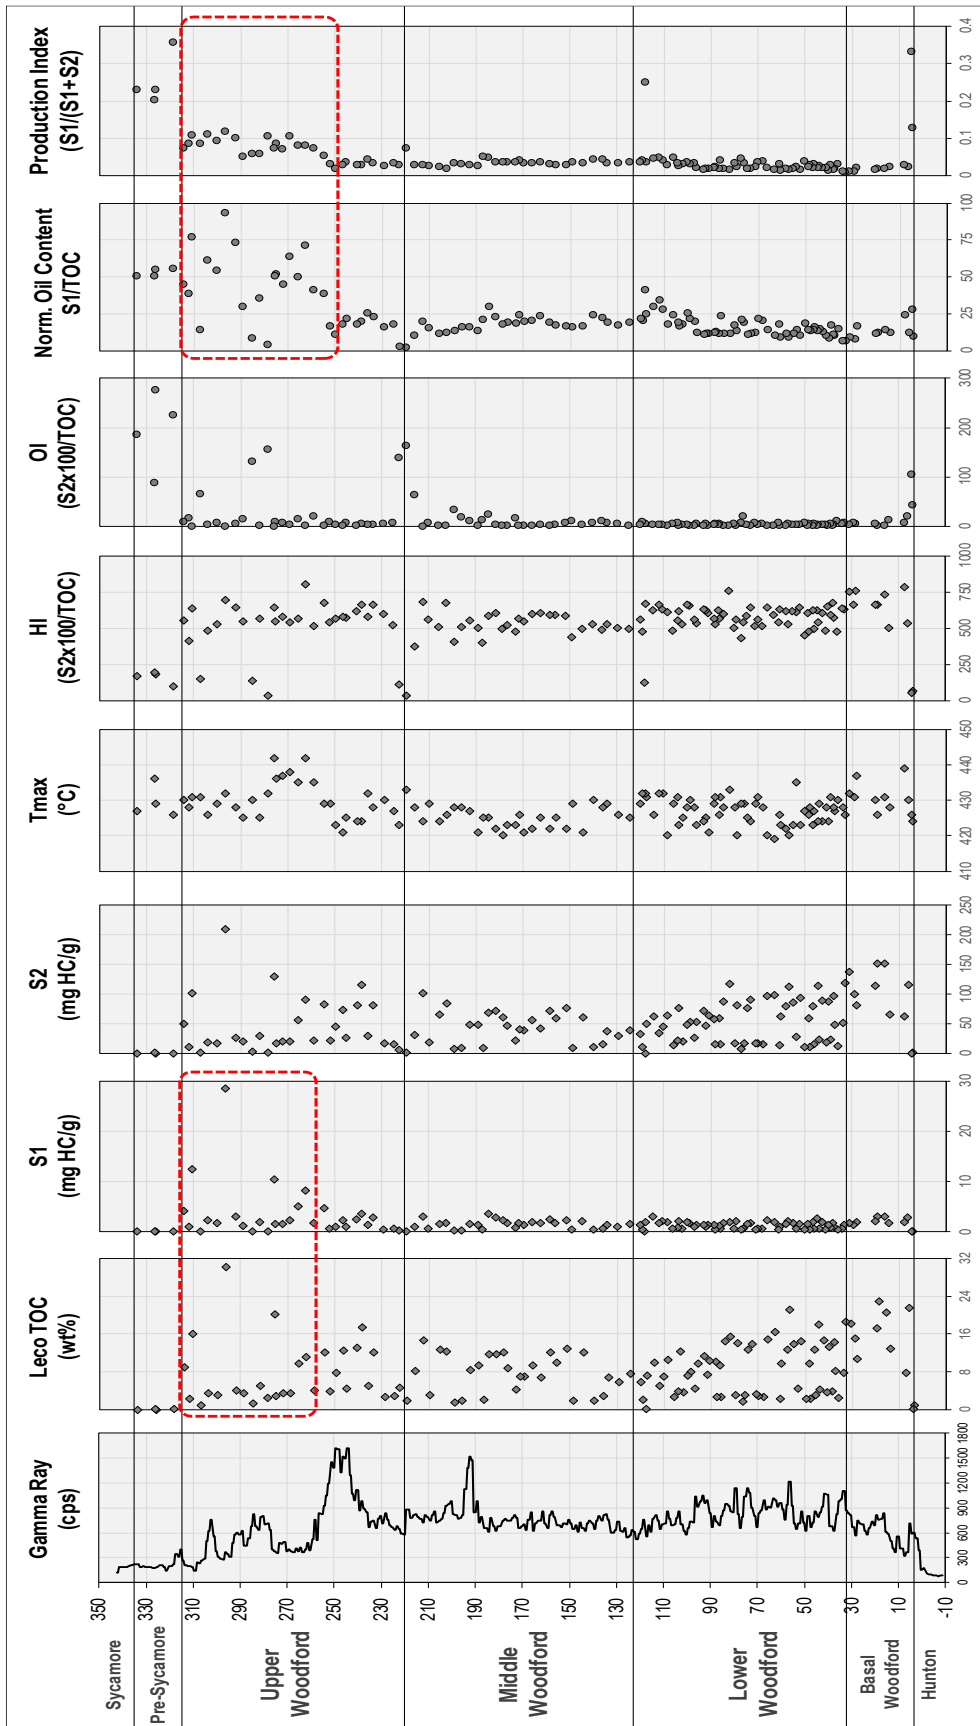 Gamma Ray
(cps)
Leco TOC
(wt%)
S1
(mg HC/g)
S2
(mg HC/g)
Tmax
(°C)
HI
(S2x100/TOC)
OI
(S2x100/TOC)
Norm. Oil Content
S1/TOC
Production Index
(S1/(S1+S2)
Sycamore
Pre-Sycamore
Upper
Woodford
Middle
Woodford
Lower
Woodford
Basal
Woodford
Hunton
350
330
310
290
270
250
230
210
190
170
150
130
110
90
70
50
30
10
-10
0 300 600 900 1200 1500 1800
0 8 16 24 32
0 10 20 30
0 50 100 150 200 250
410 420 430 440 450
0 250 500 750 1000
0 100 200 300
0 25 50 75 100
0 0.1 0.2 0.3 0.4